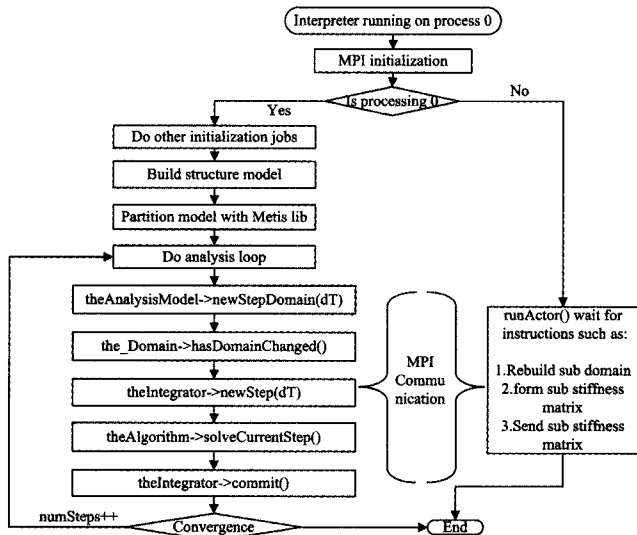 Interpreter running on process 0
MPI initialization
Is processing 0
Yes
No
Do other initialization jobs
Build structure model
Partition model with Metis lib
Do analysis loop
theAnalysisModel->newStepDomain(dT)
the_Domain->hasDomainChanged()
theIntegrator->newStep(dT)
theAlgorithm->solveCurrentStep()
theIntegrator->commit()
numSteps++
Convergence
MPI
Commu
nication
runActor() wait for
instructions such as:
1.Rebuild sub domain
2.form sub stiffness
matrix
3.Send sub stiffness
matrix
End